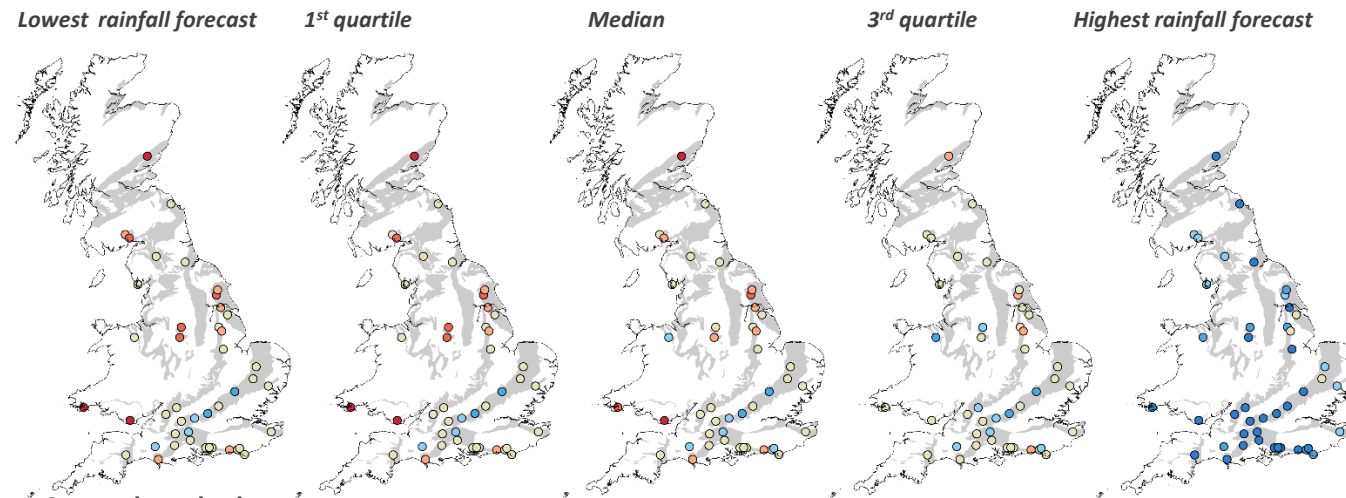 Lowest rainfall forecast
1st quartile
Median
3rd quartile
Highest rainfall forecast